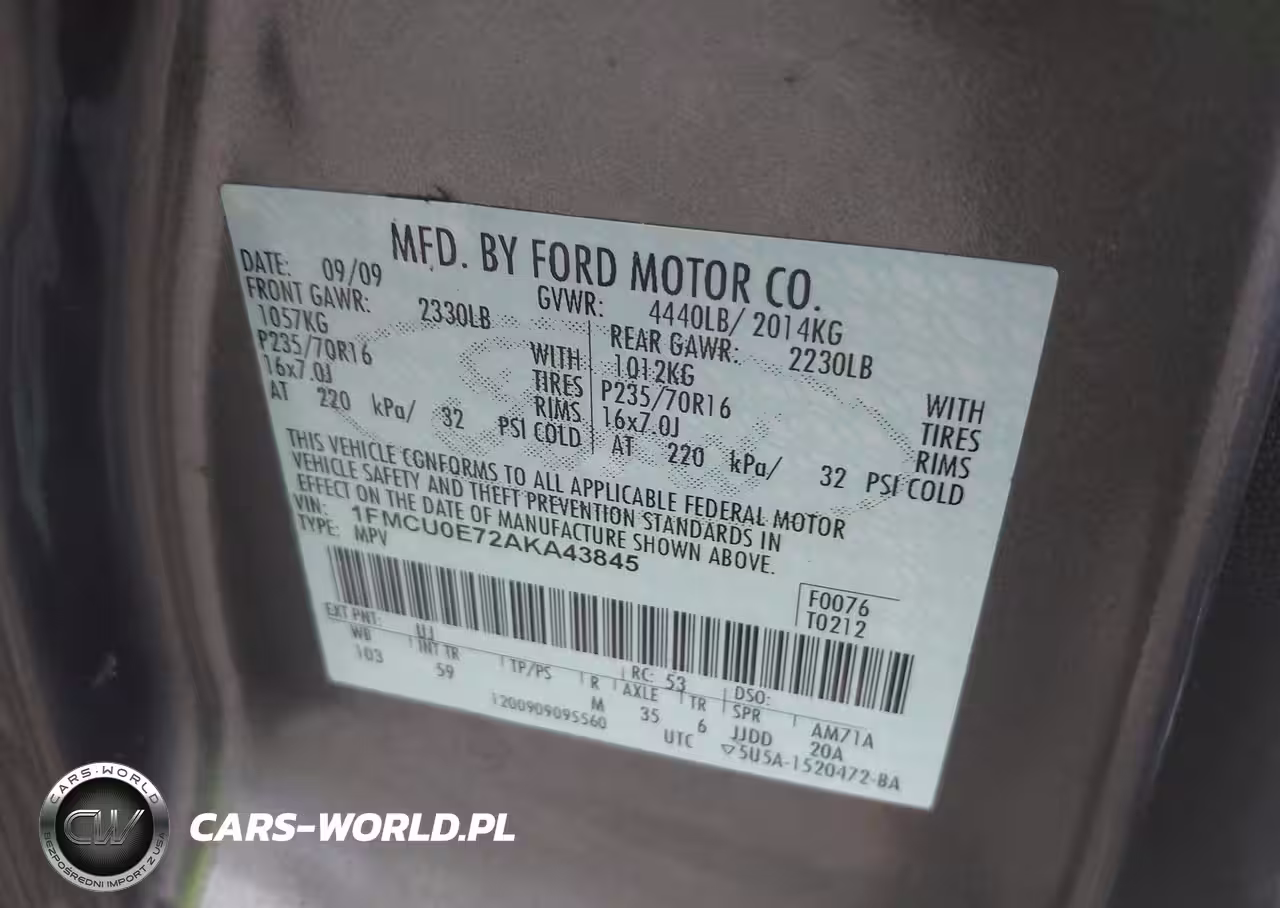 MFD. BY FORD MOTOR CO.
DATE: 09/09 GVWR: 4440LB/ 2014KG
FRONT GAWR: 2330LB REAR GAWR: 2230LB
1057KG WITH 1012KG WITH
P235/70R16 TIRES P235/70R16 TIRES
16x7.0J RIMS 16x7.0J RIMS
AT 220 kPa/ 32 PSI COLD AT 220 kPa/ 32 PSI COLD
THIS VEHICLE CONFORMS TO ALL APPLICABLE FEDERAL MOTOR
VEHICLE SAFETY AND THEFT PREVENTION STANDARDS IN
EFFECT ON THE DATE OF MANUFACTURE SHOWN ABOVE.
VIN: 1FMCU0E72AKA43845
TYPE: MPV
F0076
T0212
EXT PNT: UJ RC: 53 DSO:
WB INT TR TP/PS R AXLE TR SPR AM71A
103 59 M 35 6 JJDD 20A
1200909095560 UTC ▽5U5A-1520472-BA
CARS-WORLD
CW
BEZPOŚREDNI IMPORT Z USA
CARS-WORLD.PL